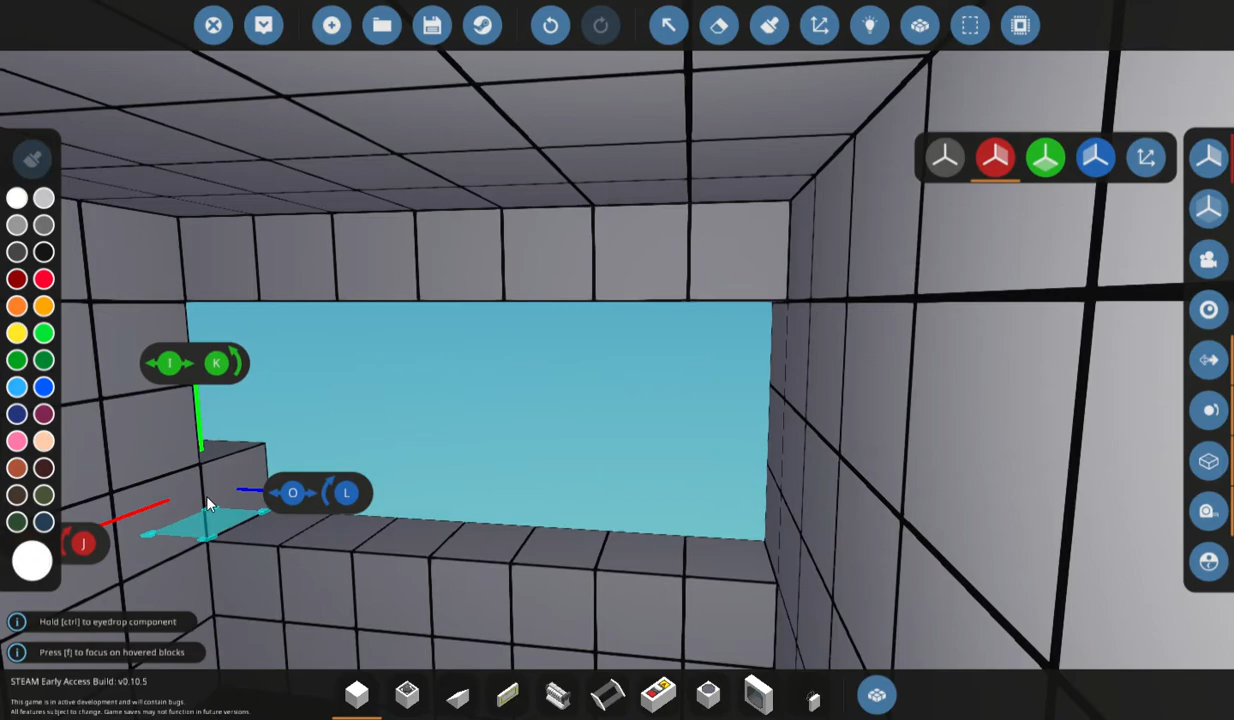 I K
O L
J
Hold [ctrl] to eyedrop component
Press [f] to focus on hovered blocks
STEAM Early Access Build: v0.10.5
This game is in active development and will contain bugs.
All features subject to change. Game saves may not function in future versions.